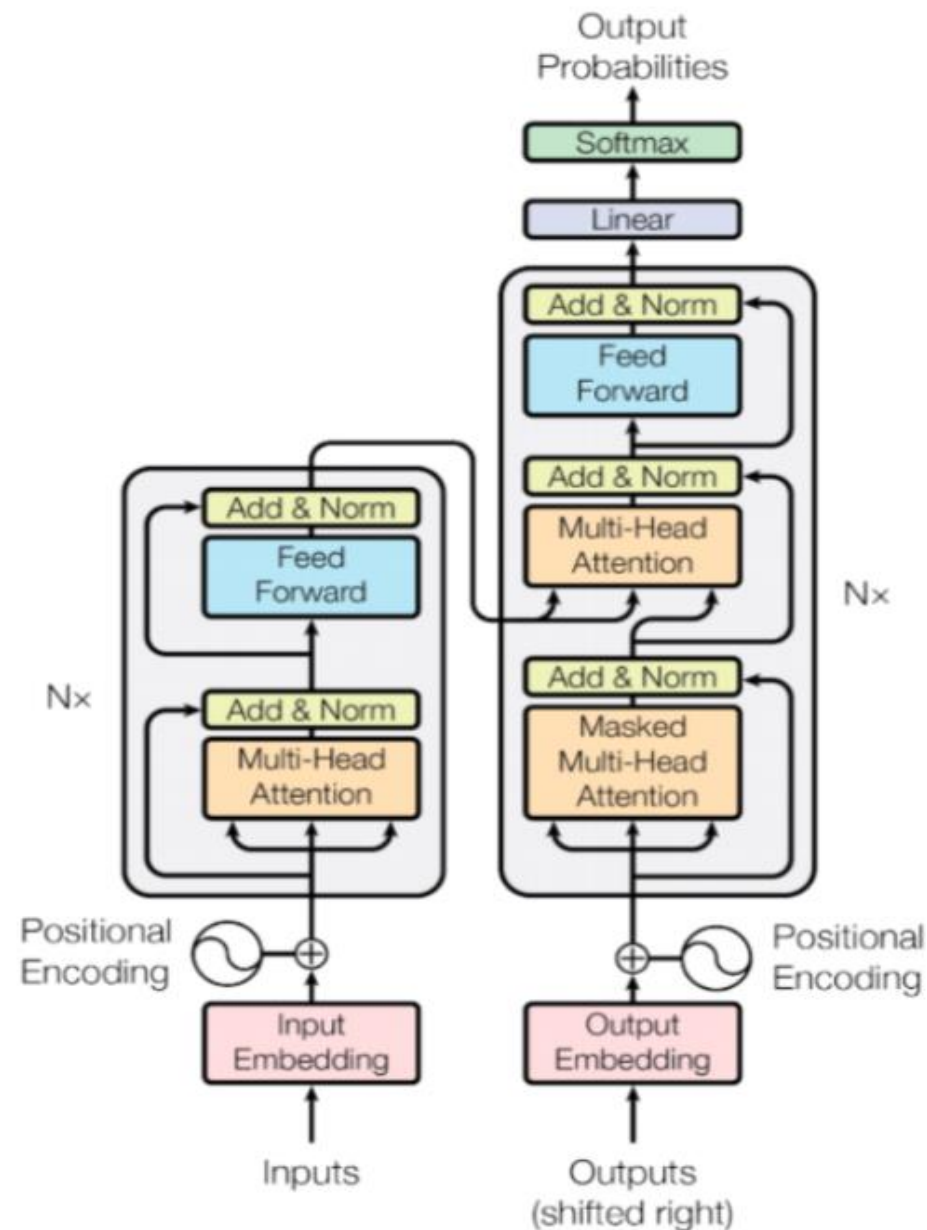 Output
Probabilities
Softmax
Linear
Add & Norm
Feed
Forward
Add & Norm
Multi-Head
Attention
Nx
Add & Norm
Masked
Multi-Head
Attention
Add & Norm
Feed
Forward
Nx
Add & Norm
Multi-Head
Attention
Positional
Encoding
Positional
Encoding
Input
Embedding
Output
Embedding
Inputs
Outputs
(shifted right)